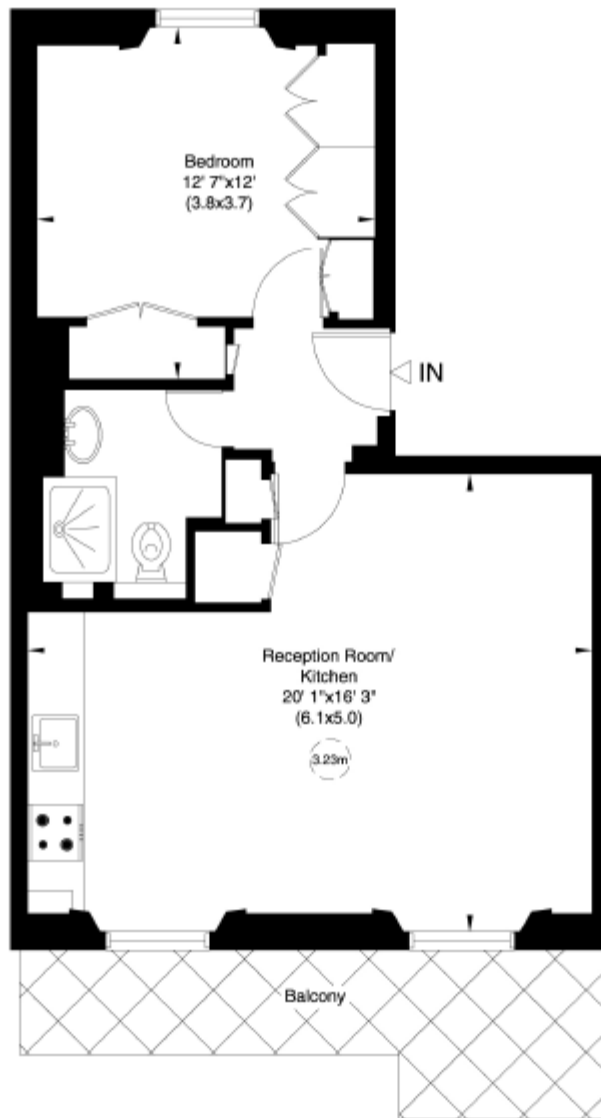 Bedroom
12' 7"x12'
(3.8x3.7)
IN
Reception Room/
Kitchen
20' 1"x16' 3"
(6.1x5.0)
3.23m
Balcony